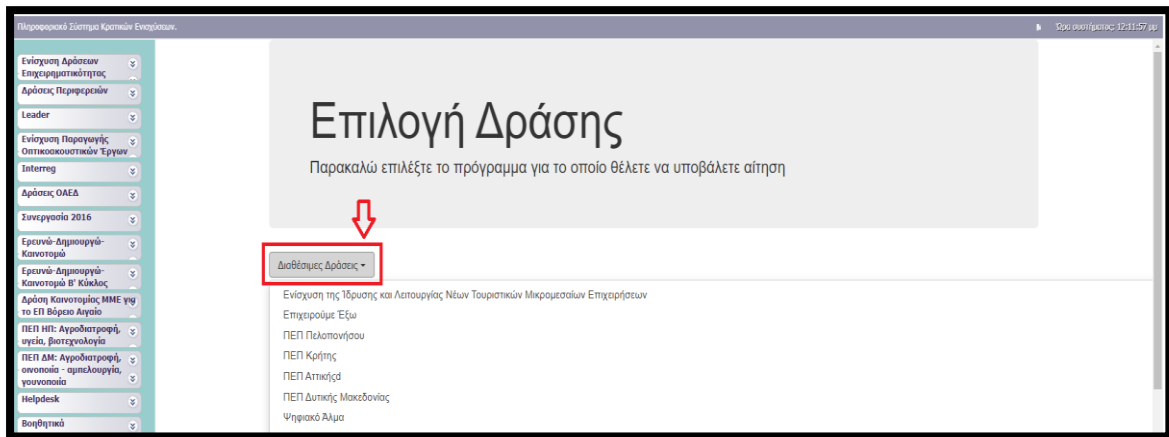 Πληροφοριακό Σύστημα Κρατικών Ενισχύσεων.
Ώρα συστήματος: 12:11:57 μμ
Ενίσχυση Δράσεων
Επιχειρηματικότητας
Δράσεις Περιφερειών
Leader
Ενίσχυση Παραγωγής
Οπτικοακουστικών Έργων
Interreg
Δράσεις ΟΑΕΔ
Συνεργασία 2016
Ερευνώ-Δημιουργώ-
Καινοτομώ
Ερευνώ-Δημιουργώ-
Καινοτομώ Β' Κύκλος
Δράση Καινοτομίας ΜΜΕ για
το ΕΠ Βόρειο Αιγαίο
ΠΕΠ ΗΠ: Αγροδιατροφή,
υγεία, βιοτεχνολογία
ΠΕΠ ΔΜ: Αγροδιατροφή,
οινοποιία - αμπελουργία,
γουνοποιία
Helpdesk
Βοηθητικά
Επιλογή Δράσης
Παρακαλώ επιλέξτε το πρόγραμμα για το οποίο θέλετε να υποβάλετε αίτηση
Διαθέσιμες Δράσεις
Ενίσχυση της Ίδρυσης και Λειτουργίας Νέων Τουριστικών Μικρομεσαίων Επιχειρήσεων
Επιχειρούμε Έξω
ΠΕΠ Πελοπονήσου
ΠΕΠ Κρήτης
ΠΕΠ Αττικήςd
ΠΕΠ Δυτικής Μακεδονίας
Ψηφιακό Άλμα